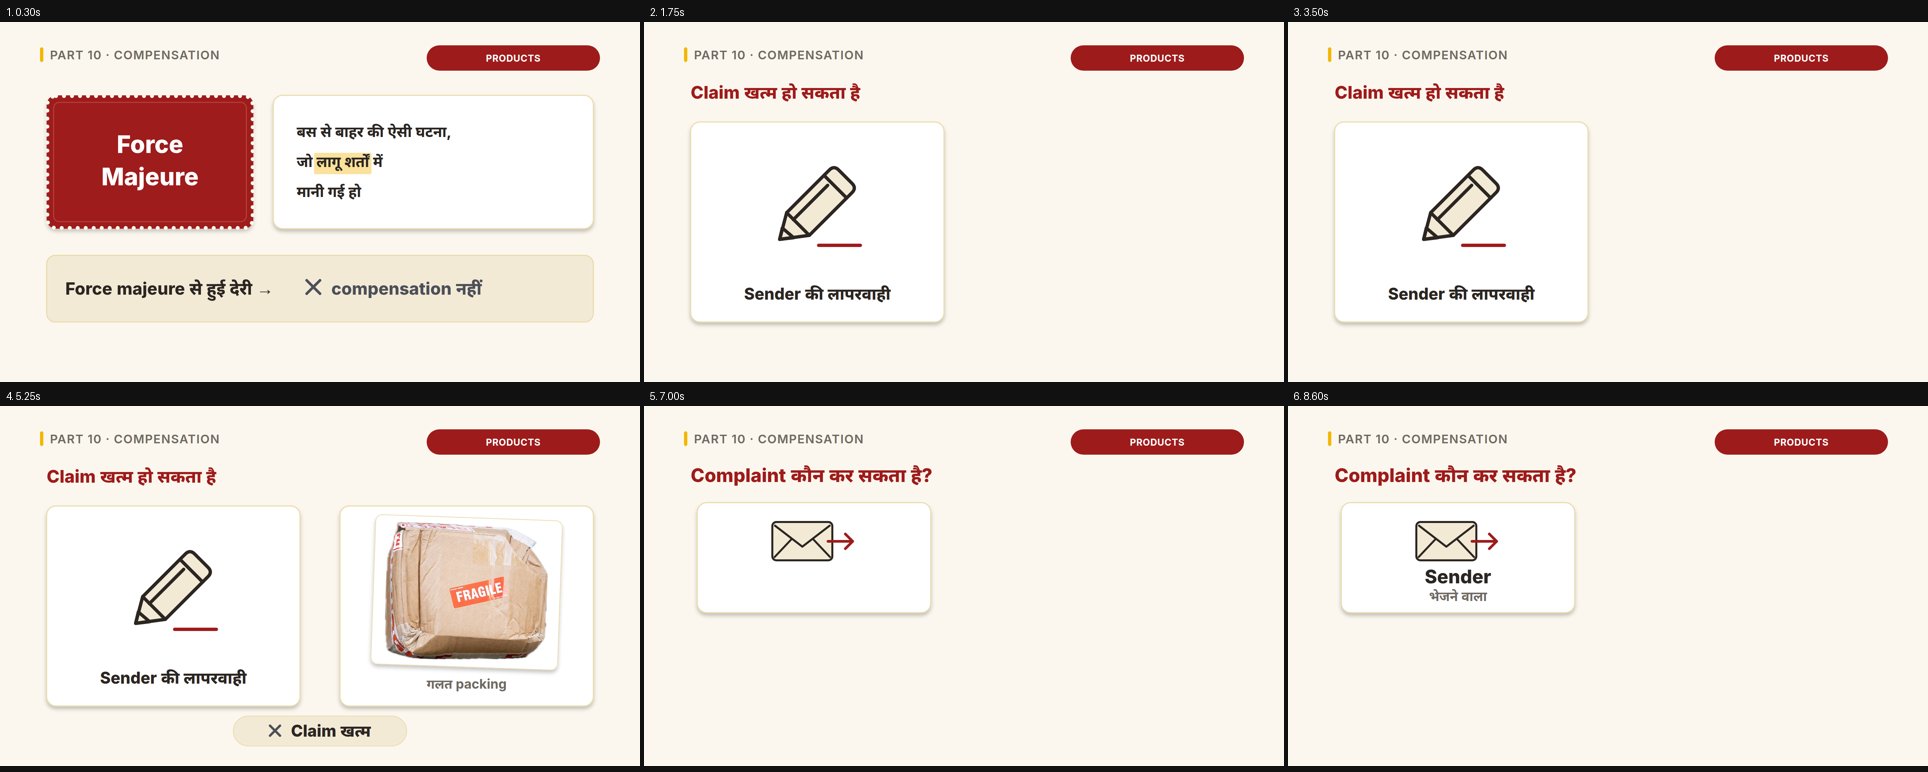 1. 0.30s
PART 10 · COMPENSATION
PRODUCTS
Force
Majeure
बस से बाहर की ऐसी घटना,
जो लागू शर्तों में
मानी गई हो
Force majeure से हुई देरी → ✕ compensation नहीं
2. 1.75s
PART 10 · COMPENSATION
PRODUCTS
Claim खत्म हो सकता है
Sender की लापरवाही
3. 3.50s
PART 10 · COMPENSATION
PRODUCTS
Claim खत्म हो सकता है
Sender की लापरवाही
4. 5.25s
PART 10 · COMPENSATION
PRODUCTS
Claim खत्म हो सकता है
Sender की लापरवाही
FRAGILE
गलत packing
✕ Claim खत्म
5. 7.00s
PART 10 · COMPENSATION
PRODUCTS
Complaint कौन कर सकता है?
6. 8.60s
PART 10 · COMPENSATION
PRODUCTS
Complaint कौन कर सकता है?
Sender
भेजने वाला